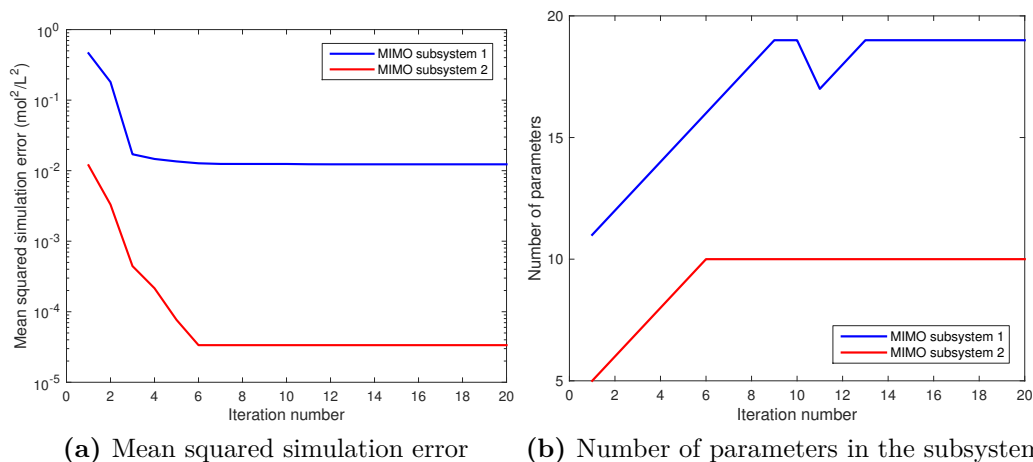 10^0
10^-1
10^-2
10^-3
10^-4
10^-5
Mean squared simulation error (mol^2/L^2)
MIMO subsystem 1
MIMO subsystem 2
0 2 4 6 8 10 12 14 16 18 20
Iteration number
(a) Mean squared simulation error
20
15
10
5
Number of parameters
MIMO subsystem 1
MIMO subsystem 2
0 2 4 6 8 10 12 14 16 18 20
Iteration number
(b) Number of parameters in the subsystem